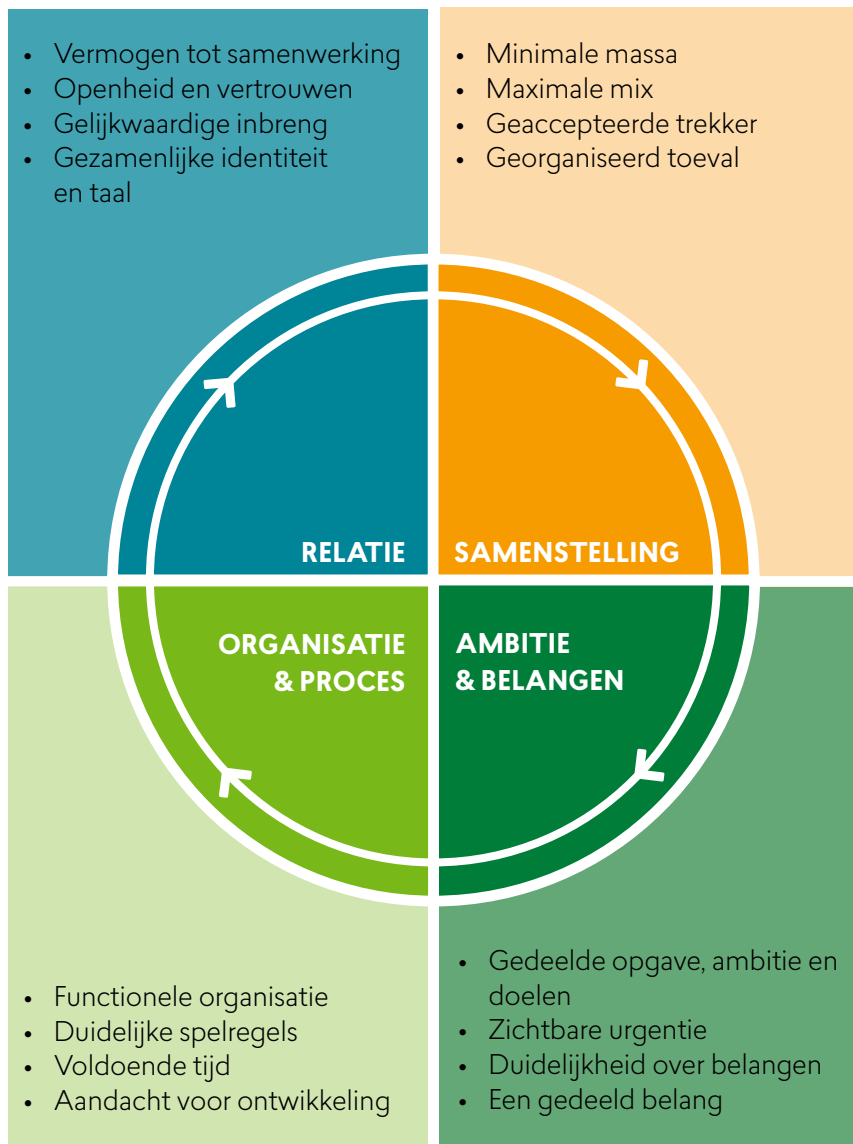 • Vermogen tot samenwerking
• Openheid en vertrouwen
• Gelijkwaardige inbreng
• Gezamenlijke identiteit
en taal
• Minimale massa
• Maximale mix
• Geaccepteerde trekker
• Georganiseerd toeval
RELATIE
SAMENSTELLING
ORGANISATIE
& PROCES
AMBITIE
& BELANGEN
• Functionele organisatie
• Duidelijke spelregels
• Voldoende tijd
• Aandacht voor ontwikkeling
• Gedeelde opgave, ambitie en
doelen
• Zichtbare urgentie
• Duidelijkheid over belangen
• Een gedeeld belang